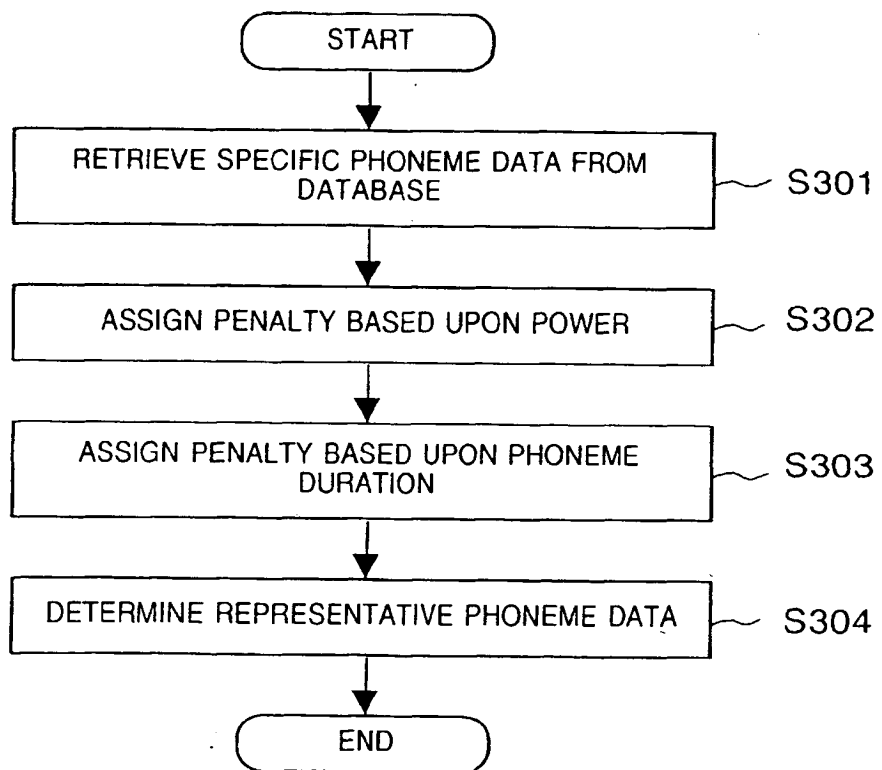 START
RETRIEVE SPECIFIC PHONEME DATA FROM
DATABASE
S301
ASSIGN PENALTY BASED UPON POWER
S302
ASSIGN PENALTY BASED UPON PHONEME
DURATION
S303
DETERMINE REPRESENTATIVE PHONEME DATA
S304
END